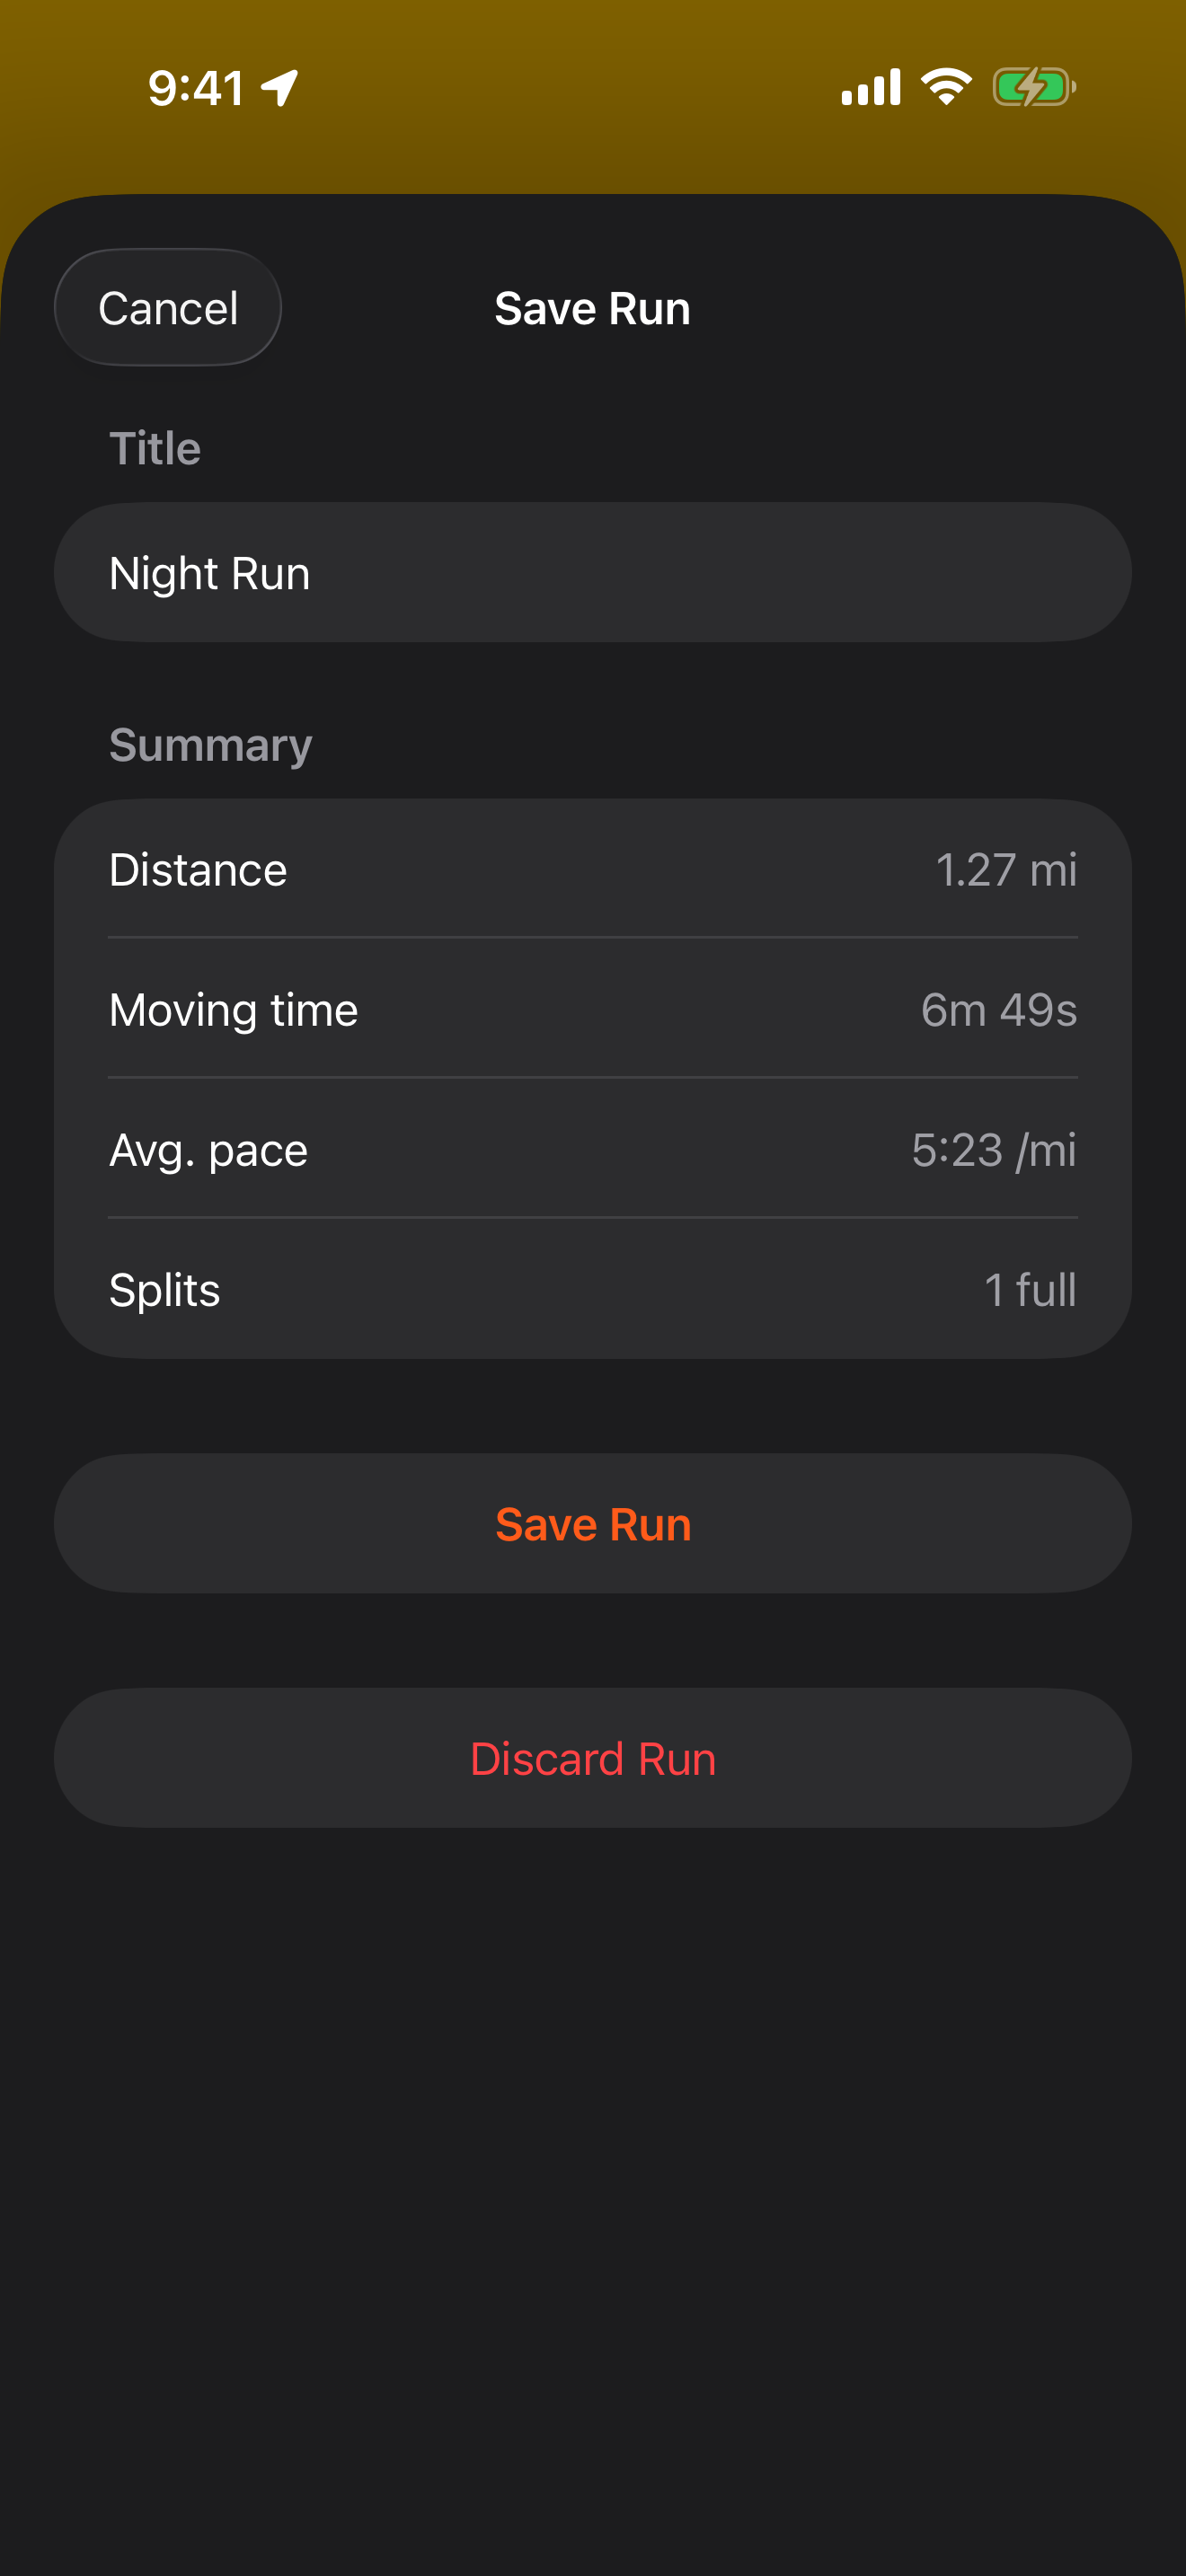 9:41
Cancel
Save Run
Title
Night Run
Summary
Distance 1.27 mi
Moving time 6m 49s
Avg. pace 5:23 /mi
Splits 1 full
Save Run
Discard Run